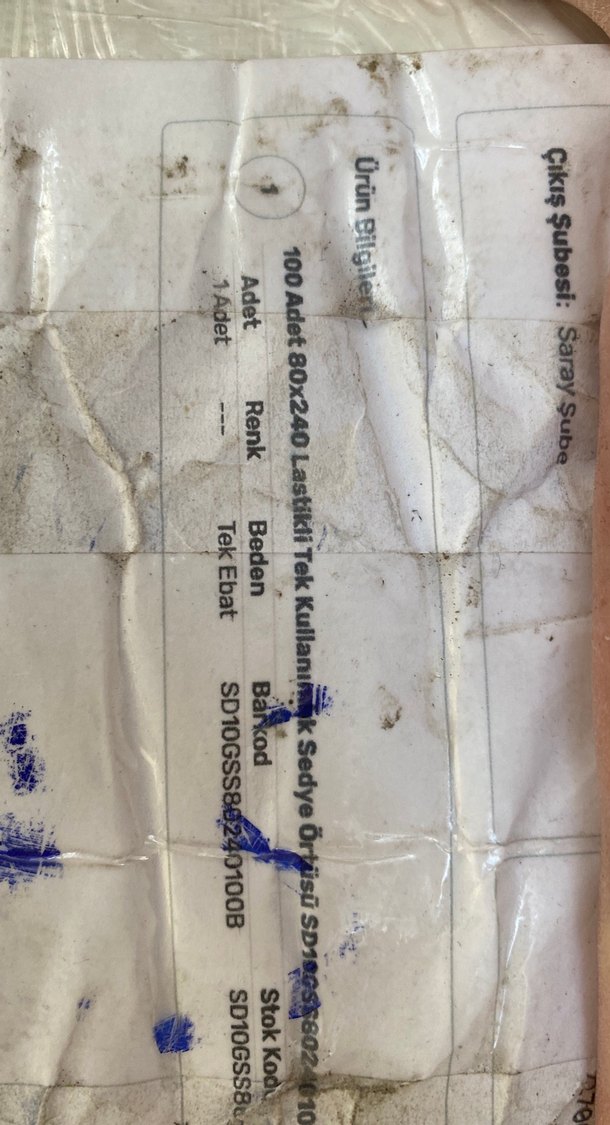 Çıkış Şubesi: Saray Şube
Ürün Bilgileri
1
100 Adet 80x240 Lastikli Tek Sedye Örtüsü
Adet Renk Beden Barkod Stok Kodu
1 Adet --- Tek Ebat SD10GSS80240100B SD10GSS8